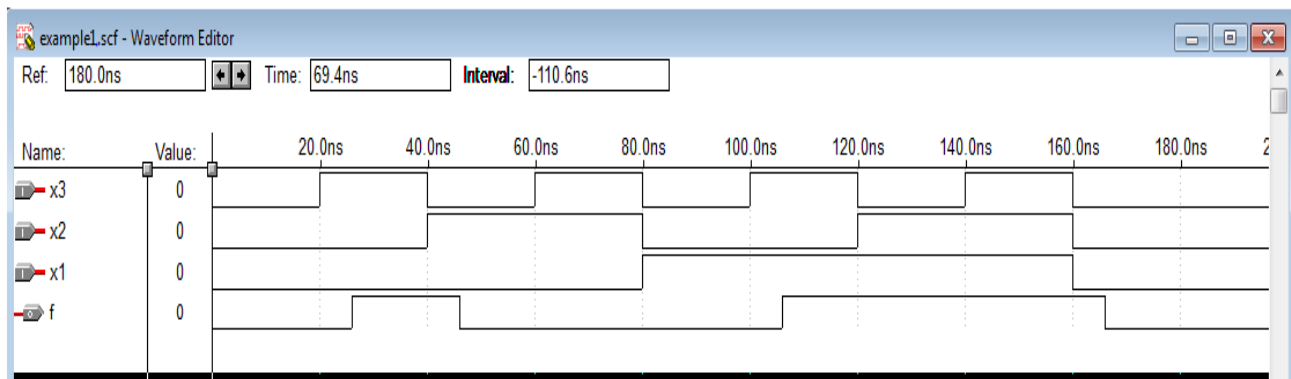 example1.scf - Waveform Editor
Ref: 180.0ns Time: 69.4ns Interval: -110.6ns
Name: Value: 20.0ns 40.0ns 60.0ns 80.0ns 100.0ns 120.0ns 140.0ns 160.0ns 180.0ns 2
x3 0
x2 0
x1 0
f 0